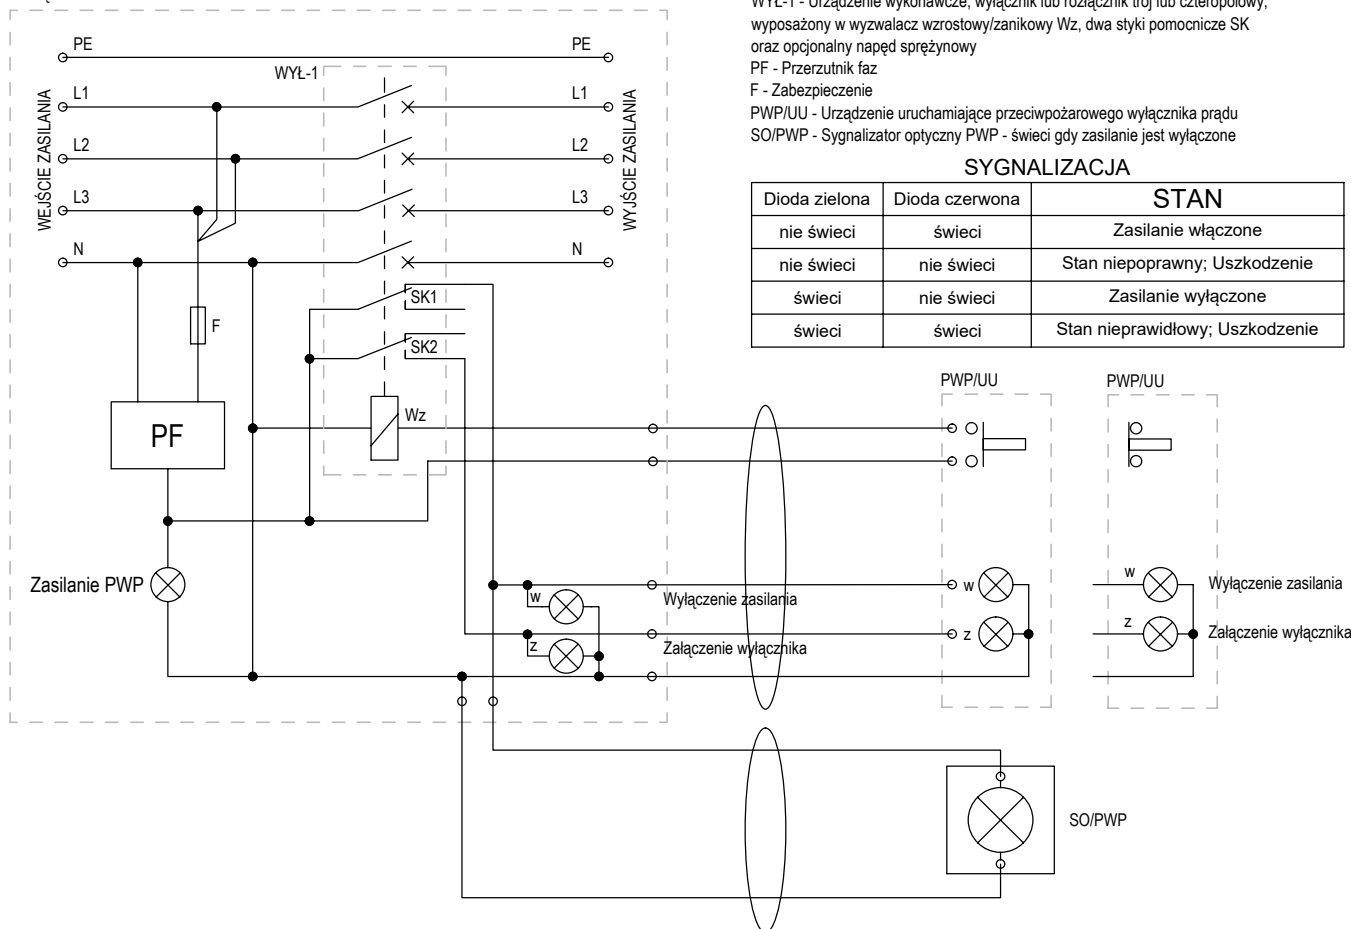 WYŁ-1 - Urządzenie wykonawcze, wyłącznik lub rozłącznik trój lub czteropolowy,
wyposażony w wyzwalacz wzrostowy/zanikowy Wz, dwa styki pomocnicze SK
oraz opcjonalny napęd sprężynowy
PF - Przerzutnik faz
F - Zabezpieczenie
PWP/UU - Urządzenie uruchamiające przeciwpożarowego wyłącznika prądu
SO/PWP - Sygnalizator optyczny PWP - świeci gdy zasilanie jest wyłączone
SYGNALIZACJA
Dioda zielona Dioda czerwona STAN
nie świeci świeci Zasilanie włączone
nie świeci nie świeci Stan niepoprawny; Uszkodzenie
świeci nie świeci Zasilanie wyłączone
świeci świeci Stan nieprawidłowy; Uszkodzenie
PE PE
WYŁ-1
L1 L1
L2 L2
L3 L3
N N
WEJŚCIE ZASILANIA
WYJŚCIE ZASILANIA
SK1
F
SK2
Wz
PF
PWP/UU PWP/UU
Zasilanie PWP
w
Wyłączenie zasilania
z
Załączenie wyłącznika
w
z
w
Wyłączenie zasilania
z
Załączenie wyłącznika
SO/PWP